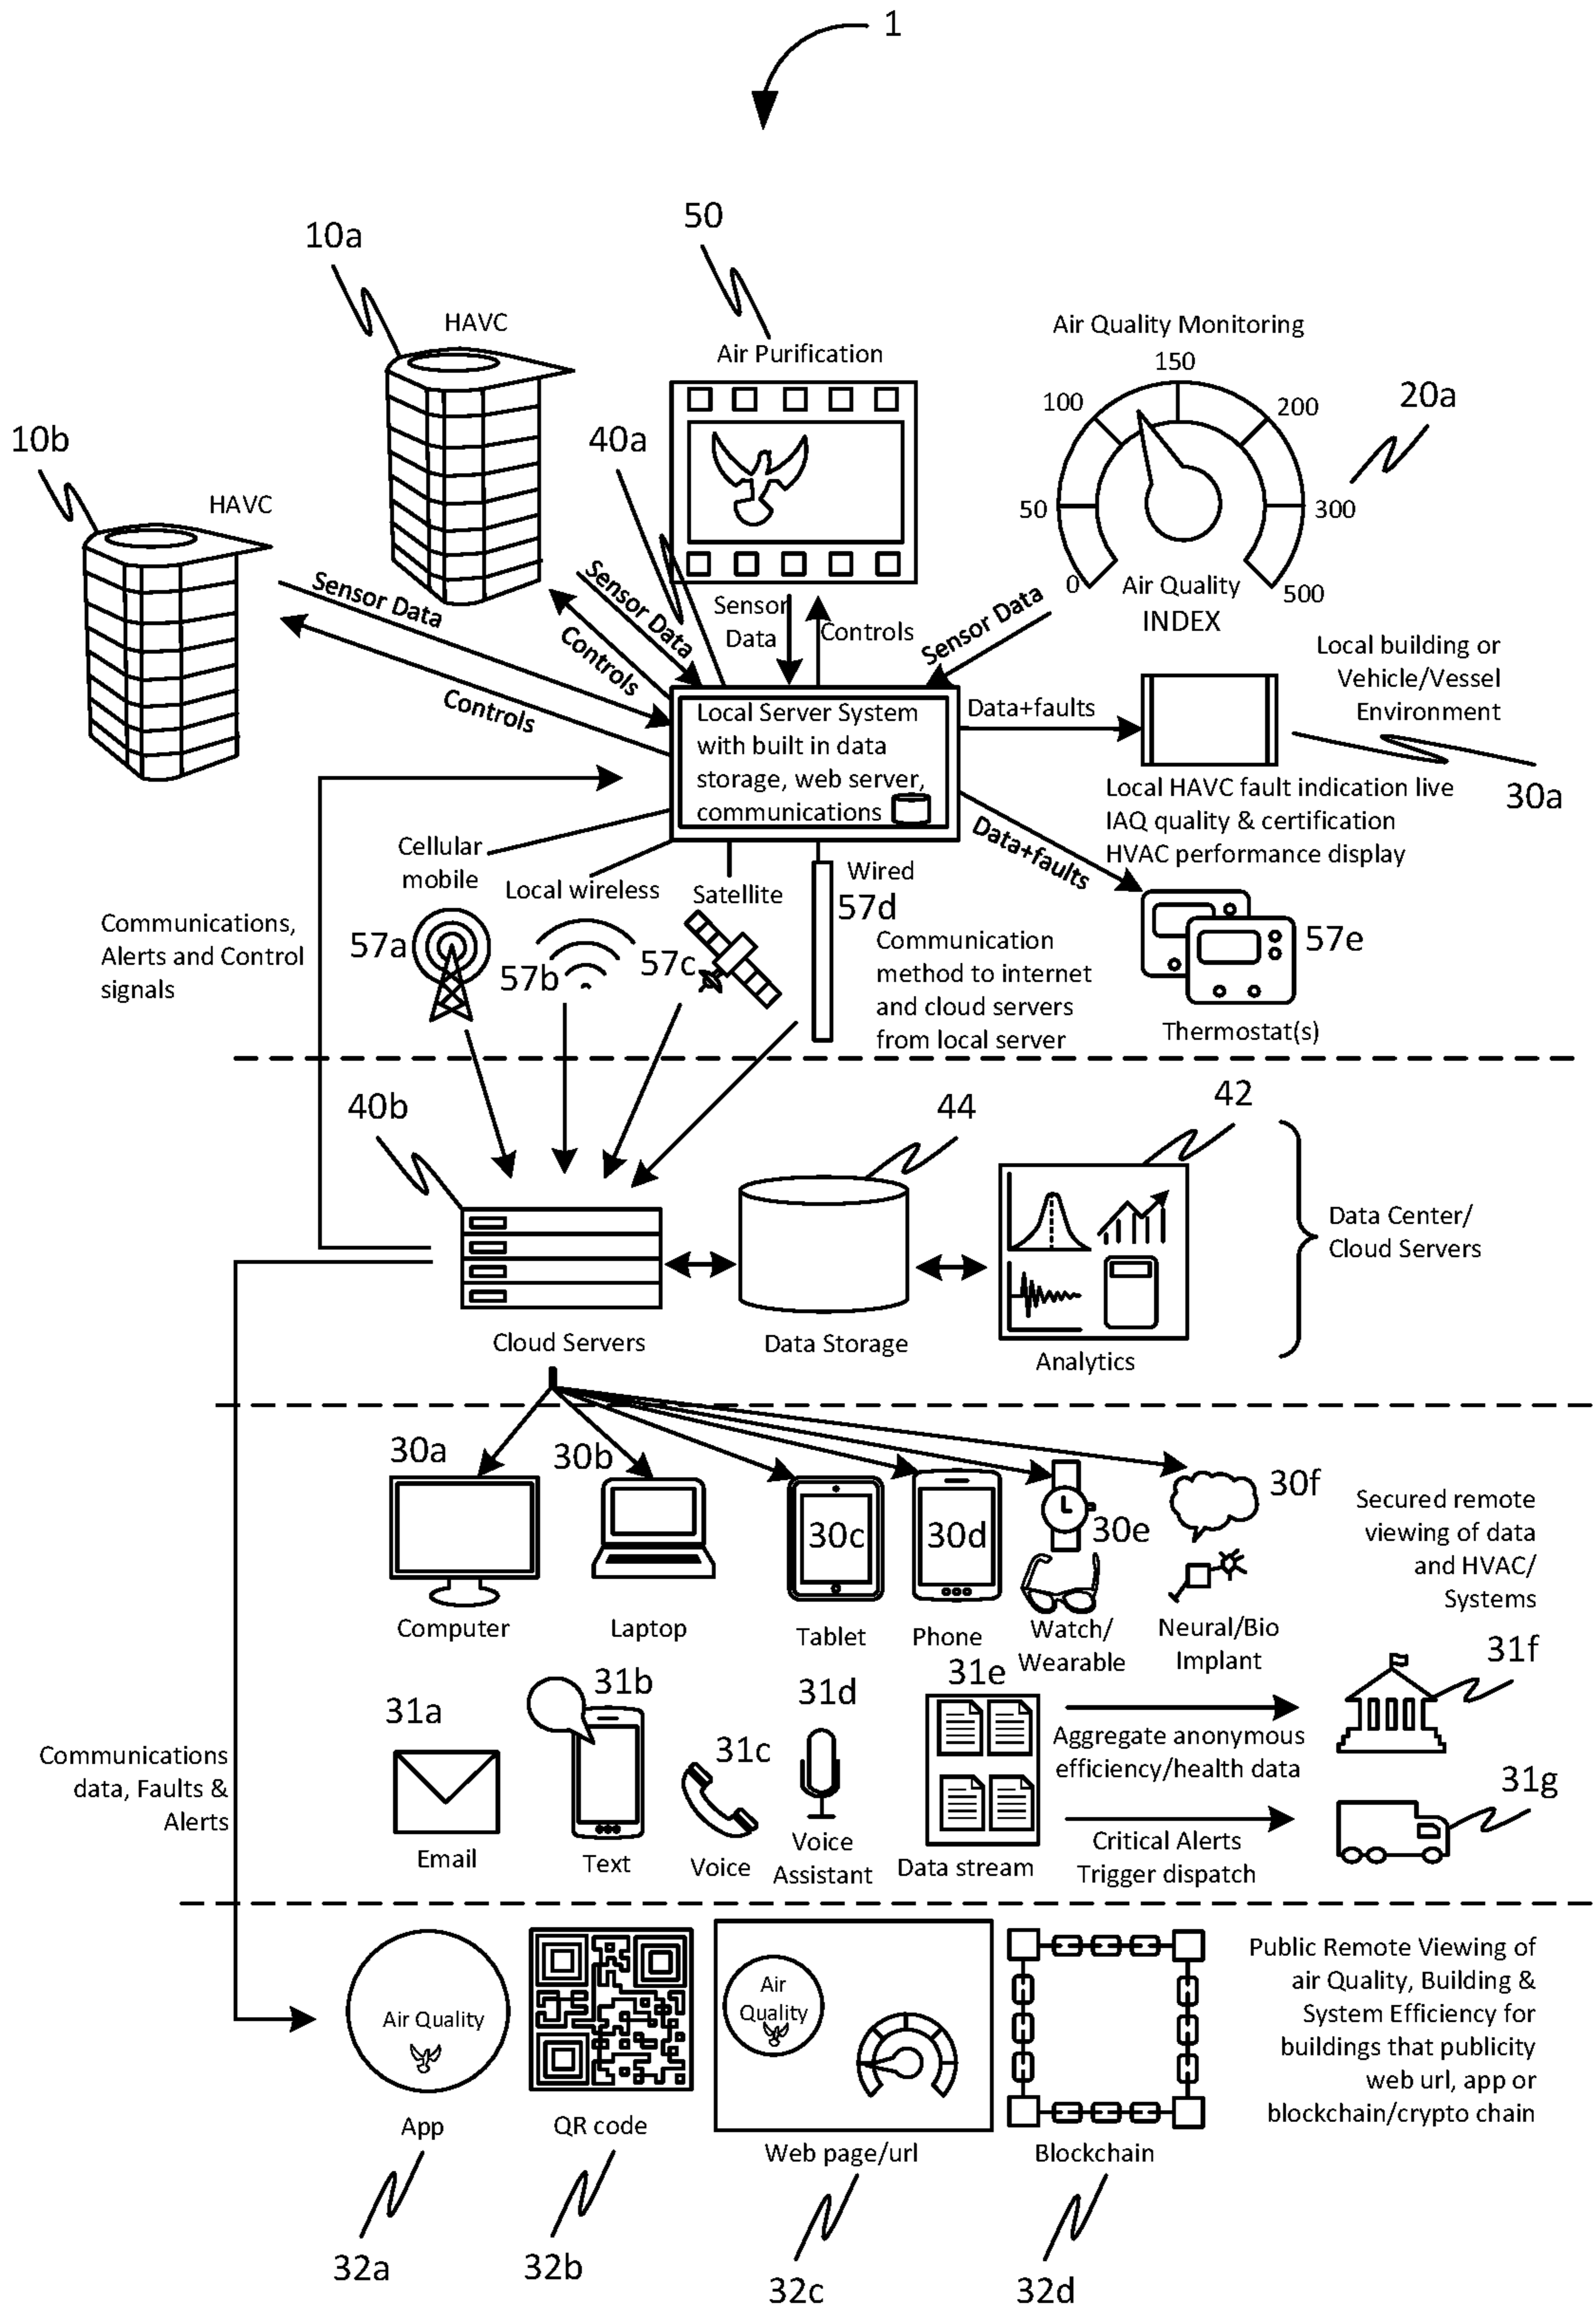 1
50
10a
HAVC
Air Purification
Air Quality Monitoring
0
50
100
150
200
300
500
Air Quality
INDEX
20a
10b
HAVC
40a
Sensor Data
Controls
Sensor Data
Controls
Sensor
Data
Controls
Sensor Data
Local Server System
with built in data
storage, web server,
communications
Data+faults
Data+faults
Local building or
Vehicle/Vessel
Environment
30a
Local HAVC fault indication live
IAQ quality & certification
HVAC performance display
Cellular
mobile
57a
Local wireless
57b
Satellite
57c
Wired
57d
Communication
method to internet
and cloud servers
from local server
57e
Thermostat(s)
Communications,
Alerts and Control
signals
40b
44
42
Cloud Servers
Data Storage
Analytics
Data Center/
Cloud Servers
30a
Computer
30b
Laptop
30c
Tablet
30d
Phone
30e
Watch/
Wearable
30f
Neural/Bio
Implant
Secured remote
viewing of data
and HVAC/
Systems
31a
Email
31b
Text
31c
Voice
31d
Voice
Assistant
31e
Data stream
Aggregate anonymous
efficiency/health data
31f
Critical Alerts
Trigger dispatch
31g
Communications
data, Faults &
Alerts
Air Quality
App
32a
QR code
32b
Air
Quality
Web page/url
32c
Blockchain
32d
Public Remote Viewing of
air Quality, Building &
System Efficiency for
buildings that publicity
web url, app or
blockchain/crypto chain